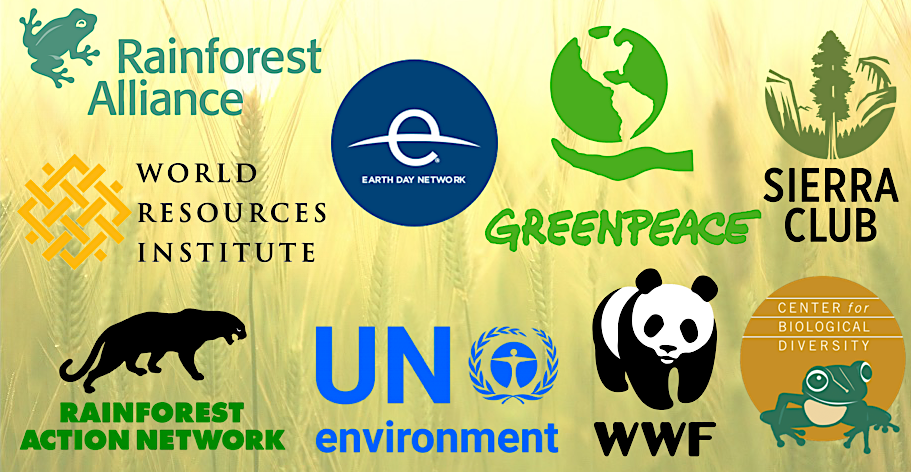 Rainforest
Alliance
e
EARTH DAY NETWORK
GREENPEACE
SIERRA
CLUB
WORLD
RESOURCES
INSTITUTE
RAINFOREST
ACTION NETWORK
UN
environment
WWF
CENTER for
BIOLOGICAL
DIVERSITY